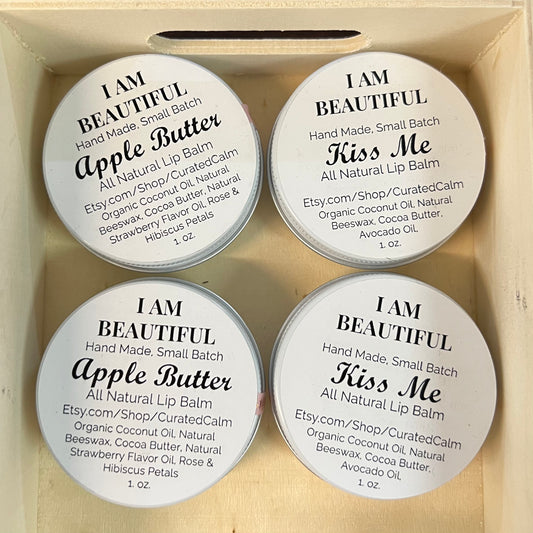 I AM
BEAUTIFUL
Hand Made, Small Batch
Apple Butter
All Natural Lip Balm
Etsy.com/Shop/CuratedCalm
Organic Coconut Oil, Natural
Beeswax, Cocoa Butter, Natural
Strawberry Flavor Oil, Rose &
Hibiscus Petals
1. oz.
I AM
BEAUTIFUL
Hand Made, Small Batch
Kiss Me
All Natural Lip Balm
Etsy.com/Shop/CuratedCalm
Organic Coconut Oil, Natural
Beeswax, Cocoa Butter,
Avocado Oil,
1. oz.
I AM
BEAUTIFUL
Hand Made, Small Batch
Apple Butter
All Natural Lip Balm
Etsy.com/Shop/CuratedCalm
Organic Coconut Oil, Natural
Beeswax, Cocoa Butter, Natural
Strawberry Flavor Oil, Rose &
Hibiscus Petals
1. oz.
I AM
BEAUTIFUL
Hand Made, Small Batch
Kiss Me
All Natural Lip Balm
Etsy.com/Shop/CuratedCalm
Organic Coconut Oil, Natural
Beeswax, Cocoa Butter,
Avocado Oil,
1. oz.